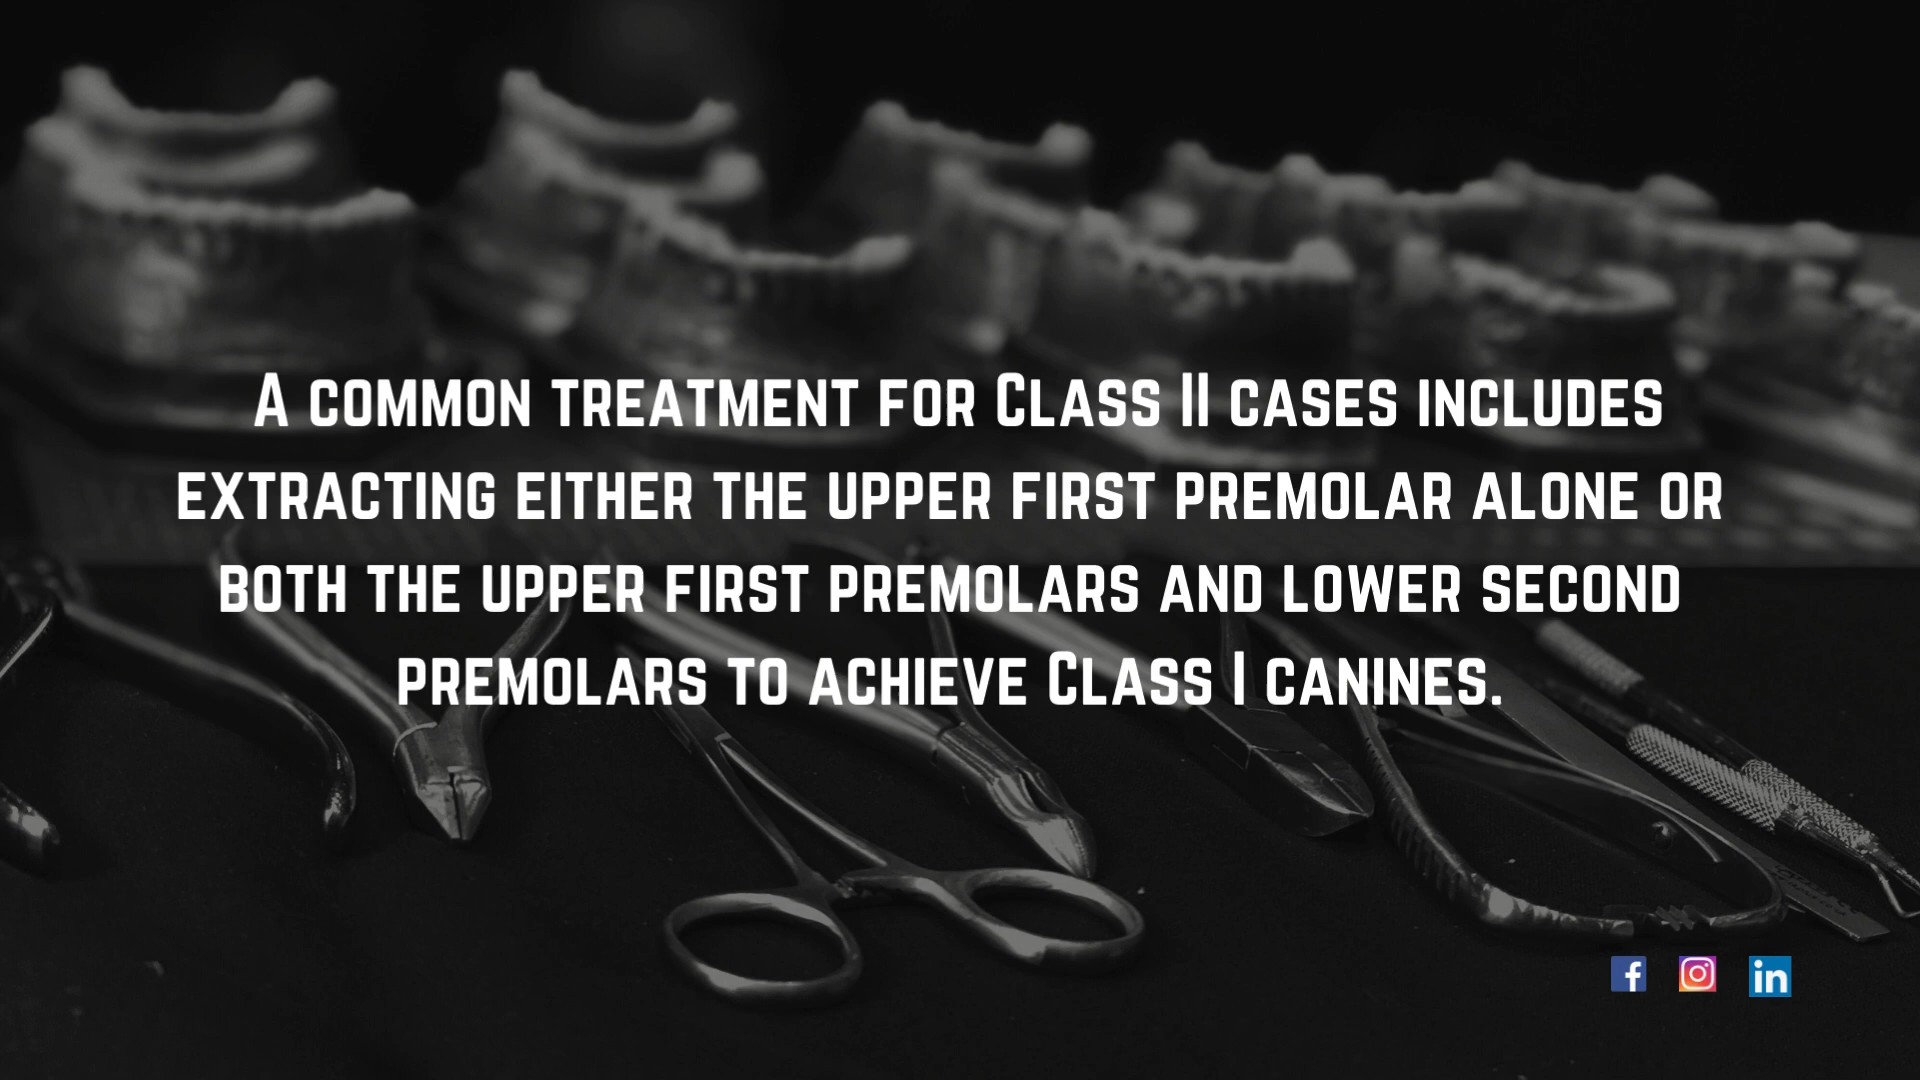 A common treatment for Class II cases includes
extracting either the upper first premolar alone or
both the upper first premolars and lower second
premolars to achieve Class I canines.
f
in